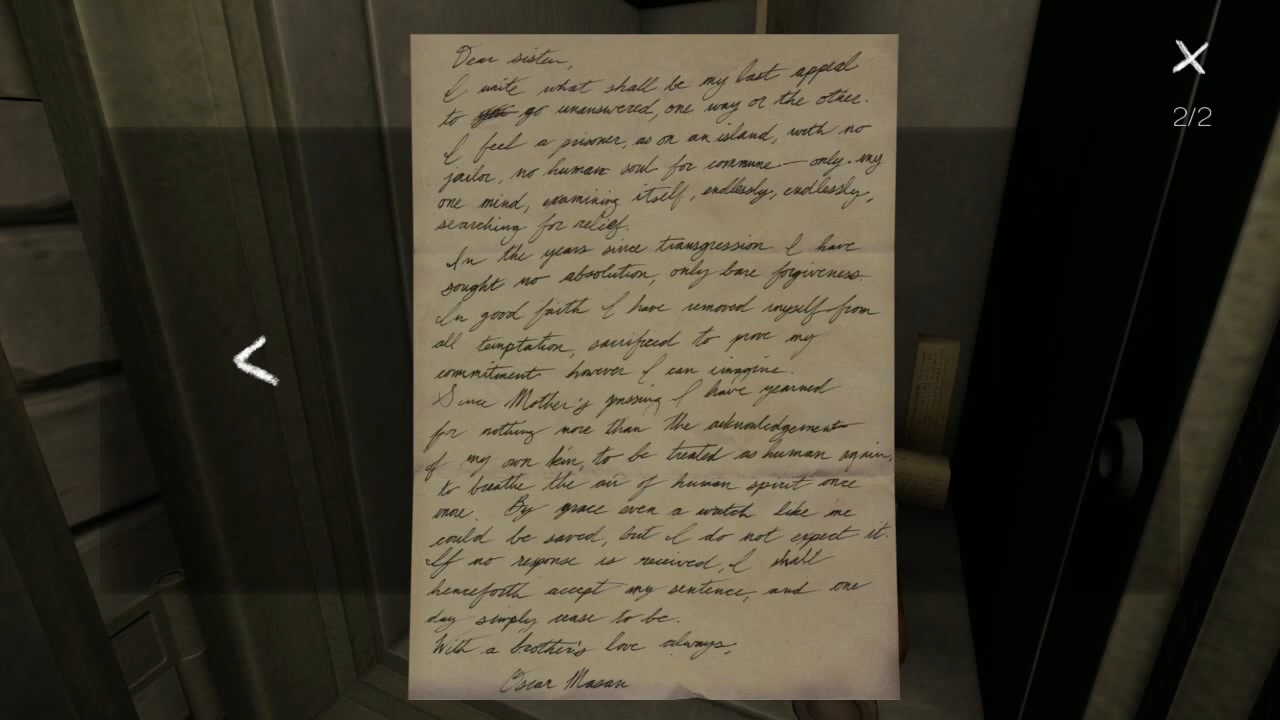 Dear sister,
I write what shall be my last appeal
to go unanswered, one way or the other.
I feel a prisoner, as on an island, with no
jailor, no human soul for commune — only my
one mind, examining itself, endlessly, endlessly,
searching for relief.
In the years since transgression I have
sought no absolution, only bare forgiveness.
In good faith I have removed myself from
all temptation, sacrificed to prove my
commitment however I can imagine.
Since Mother's passing I have yearned
for nothing more than the acknowledgement
of my own kin, to be treated as human again,
to breathe the air of human spirit once
more. By grace even a wretch like me
could be saved, but I do not expect it.
If no response is received, I shall
henceforth accept my sentence, and one
day simply cease to be.
With a brother's love always,
Oscar Masan
2/2